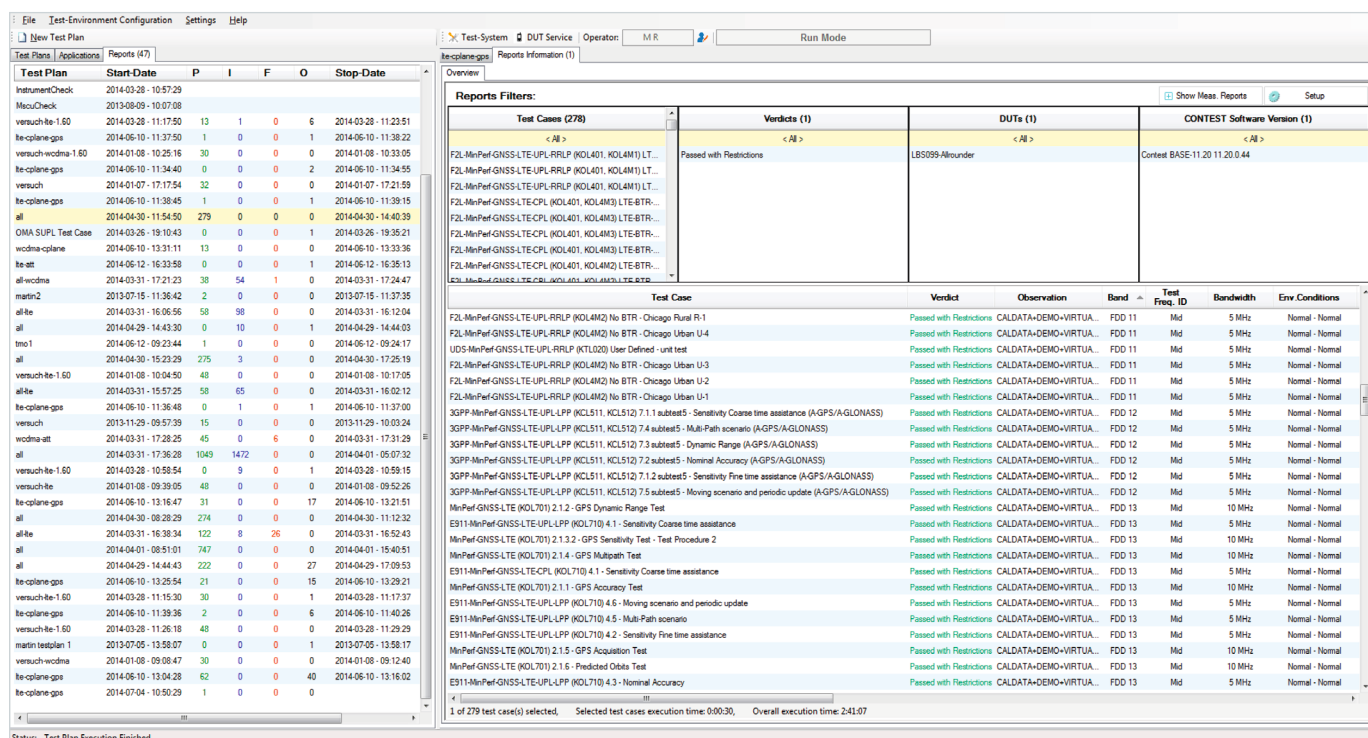 File Test-Environment Configuration Settings Help
New Test Plan
Test-System DUT Service Operator: M R Run Mode
Test Plans Applications Reports (47)
lte-cplane-gps Reports Information (1)
Test Plan Start-Date P I F O Stop-Date
InstrumentCheck 2014-03-28 - 10:57:29
MscuCheck 2013-08-09 - 10:07:08
versuch-lte-1.60 2014-03-28 - 11:17:50 13 1 0 6 2014-03-28 - 11:23:51
lte-cplane-gps 2014-06-10 - 11:37:50 1 0 0 1 2014-06-10 - 11:38:22
versuch-wcdma-1.60 2014-01-08 - 10:25:16 30 0 0 0 2014-01-08 - 10:33:05
lte-cplane-gps 2014-06-10 - 11:34:40 0 0 0 2 2014-06-10 - 11:34:55
versuch 2014-01-07 - 17:17:54 32 0 0 0 2014-01-07 - 17:21:59
lte-cplane-gps 2014-06-10 - 11:38:45 1 0 0 1 2014-06-10 - 11:39:15
all 2014-04-30 - 11:54:50 279 0 0 0 2014-04-30 - 14:40:39
OMA SUPL Test Case 2014-03-26 - 19:10:43 0 0 0 1 2014-03-26 - 19:35:21
wcdma-cplane 2014-06-10 - 13:31:11 13 0 0 0 2014-06-10 - 13:33:36
lte-att 2014-06-12 - 16:33:58 0 0 0 1 2014-06-12 - 16:35:13
all-wcdma 2014-03-31 - 17:21:23 38 54 1 0 2014-03-31 - 17:24:47
martin2 2013-07-15 - 11:36:42 2 0 0 0 2013-07-15 - 11:37:35
all-lte 2014-03-31 - 16:06:56 58 98 0 0 2014-03-31 - 16:12:04
all 2014-04-29 - 14:43:30 0 10 0 1 2014-04-29 - 14:44:03
tmo1 2014-06-12 - 09:23:44 1 0 0 0 2014-06-12 - 09:24:17
all 2014-04-30 - 15:23:29 275 3 0 0 2014-04-30 - 17:25:19
versuch-lte-1.60 2014-01-08 - 10:04:50 48 0 0 0 2014-01-08 - 10:17:05
all-lte 2014-03-31 - 15:57:25 58 65 0 0 2014-03-31 - 16:02:12
lte-cplane-gps 2014-06-10 - 11:36:48 0 1 0 1 2014-06-10 - 11:37:00
versuch 2013-11-29 - 09:57:39 15 0 0 0 2013-11-29 - 10:03:24
wcdma-att 2014-03-31 - 17:28:25 45 0 6 0 2014-03-31 - 17:31:29
all 2014-03-31 - 17:36:28 1049 1472 0 0 2014-04-01 - 05:07:32
versuch-lte-1.60 2014-03-28 - 10:58:54 0 9 0 1 2014-03-28 - 10:59:15
versuch-lte 2014-01-08 - 09:39:05 48 0 0 0 2014-01-08 - 09:52:26
lte-cplane-gps 2014-06-10 - 13:16:47 31 0 0 17 2014-06-10 - 13:21:51
all 2014-04-30 - 08:28:29 274 0 0 0 2014-04-30 - 11:12:32
all-lte 2014-03-31 - 16:38:34 122 8 26 0 2014-03-31 - 16:52:43
all 2014-04-01 - 08:51:01 747 0 0 0 2014-04-01 - 15:40:51
all 2014-04-29 - 14:44:43 222 0 0 27 2014-04-29 - 17:09:53
lte-cplane-gps 2014-06-10 - 13:25:54 21 0 0 15 2014-06-10 - 13:29:21
versuch-lte-1.60 2014-03-28 - 11:15:30 30 0 0 1 2014-03-28 - 11:17:37
lte-cplane-gps 2014-06-10 - 11:39:36 2 0 0 6 2014-06-10 - 11:40:26
versuch-lte-1.60 2014-03-28 - 11:26:18 48 0 0 0 2014-03-28 - 11:29:29
martin testplan 1 2013-07-05 - 13:58:07 0 0 0 1 2013-07-05 - 13:58:17
versuch-wcdma 2014-01-08 - 09:08:47 30 0 0 0 2014-01-08 - 09:12:40
lte-cplane-gps 2014-06-10 - 13:04:28 62 0 0 40 2014-06-10 - 13:16:02
lte-cplane-gps 2014-07-04 - 10:50:29 1 0 0 0
Overview
Reports Filters: Show Meas. Reports Setup
Test Cases (278) Verdicts (1) DUTs (1) CONTEST Software Version (1)
< All > < All > < All > < All >
F2L-MinPerf-GNSS-LTE-UPL-RRLP (KOL401, KOL4M1) LT... Passed with Restrictions LBS099-Allrounder Contest BASE-11.20 11.20.0.44
F2L-MinPerf-GNSS-LTE-UPL-RRLP (KOL401, KOL4M1) LT...
F2L-MinPerf-GNSS-LTE-UPL-RRLP (KOL401, KOL4M1) LT...
F2L-MinPerf-GNSS-LTE-CPL (KOL401, KOL4M3) LTE-BTR-...
F2L-MinPerf-GNSS-LTE-CPL (KOL401, KOL4M3) LTE-BTR-...
F2L-MinPerf-GNSS-LTE-CPL (KOL401, KOL4M3) LTE-BTR-...
F2L-MinPerf-GNSS-LTE-CPL (KOL401, KOL4M3) LTE-BTR-...
F2L-MinPerf-GNSS-LTE-CPL (KOL401, KOL4M2) LTE-BTR-...
F2L-MinPerf-GNSS-LTE-CPL (KOL401, KOL4M2) LTE-BTR
Test Case Verdict Observation Band Test Freq. ID Bandwidth Env.Conditions
F2L-MinPerf-GNSS-LTE-UPL-RRLP (KOL4M2) No BTR - Chicago Rural R-1 Passed with Restrictions CALDATA+DEMO+VIRTUA... FDD 11 Mid 5 MHz Normal - Normal
F2L-MinPerf-GNSS-LTE-UPL-RRLP (KOL4M2) No BTR - Chicago Urban U-4 Passed with Restrictions CALDATA+DEMO+VIRTUA... FDD 11 Mid 5 MHz Normal - Normal
UDS-MinPerf-GNSS-LTE-UPL-RRLP (KTL020) User Defined - unit test Passed with Restrictions CALDATA+DEMO+VIRTUA... FDD 11 Mid 5 MHz Normal - Normal
F2L-MinPerf-GNSS-LTE-UPL-RRLP (KOL4M2) No BTR - Chicago Urban U-3 Passed with Restrictions CALDATA+DEMO+VIRTUA... FDD 11 Mid 5 MHz Normal - Normal
F2L-MinPerf-GNSS-LTE-UPL-RRLP (KOL4M2) No BTR - Chicago Urban U-2 Passed with Restrictions CALDATA+DEMO+VIRTUA... FDD 11 Mid 5 MHz Normal - Normal
F2L-MinPerf-GNSS-LTE-UPL-RRLP (KOL4M2) No BTR - Chicago Urban U-1 Passed with Restrictions CALDATA+DEMO+VIRTUA... FDD 11 Mid 5 MHz Normal - Normal
3GPP-MinPerf-GNSS-LTE-UPL-LPP (KCL511, KCL512) 7.1.1 subtest5 - Sensitivity Coarse time assistance (A-GPS/A-GLONASS) Passed with Restrictions CALDATA+DEMO+VIRTUA... FDD 12 Mid 5 MHz Normal - Normal
3GPP-MinPerf-GNSS-LTE-UPL-LPP (KCL511, KCL512) 7.4 subtest5 - Multi-Path scenario (A-GPS/A-GLONASS) Passed with Restrictions CALDATA+DEMO+VIRTUA... FDD 12 Mid 5 MHz Normal - Normal
3GPP-MinPerf-GNSS-LTE-UPL-LPP (KCL511, KCL512) 7.3 subtest5 - Dynamic Range (A-GPS/A-GLONASS) Passed with Restrictions CALDATA+DEMO+VIRTUA... FDD 12 Mid 5 MHz Normal - Normal
3GPP-MinPerf-GNSS-LTE-UPL-LPP (KCL511, KCL512) 7.2 subtest5 - Nominal Accuracy (A-GPS/A-GLONASS) Passed with Restrictions CALDATA+DEMO+VIRTUA... FDD 12 Mid 5 MHz Normal - Normal
3GPP-MinPerf-GNSS-LTE-UPL-LPP (KCL511, KCL512) 7.1.2 subtest5 - Sensitivity Fine time assistance (A-GPS/A-GLONASS) Passed with Restrictions CALDATA+DEMO+VIRTUA... FDD 12 Mid 5 MHz Normal - Normal
3GPP-MinPerf-GNSS-LTE-UPL-LPP (KCL511, KCL512) 7.5 subtest5 - Moving scenario and periodic update (A-GPS/A-GLONASS) Passed with Restrictions CALDATA+DEMO+VIRTUA... FDD 12 Mid 5 MHz Normal - Normal
MinPerf-GNSS-LTE (KOL701) 2.1.2 - GPS Dynamic Range Test Passed with Restrictions CALDATA+DEMO+VIRTUA... FDD 13 Mid 10 MHz Normal - Normal
E911-MinPerf-GNSS-LTE-UPL-LPP (KOL710) 4.1 - Sensitivity Coarse time assistance Passed with Restrictions CALDATA+DEMO+VIRTUA... FDD 13 Mid 5 MHz Normal - Normal
MinPerf-GNSS-LTE (KOL701) 2.1.3.2 - GPS Sensitivity Test - Test Procedure 2 Passed with Restrictions CALDATA+DEMO+VIRTUA... FDD 13 Mid 10 MHz Normal - Normal
MinPerf-GNSS-LTE (KOL701) 2.1.4 - GPS Multipath Test Passed with Restrictions CALDATA+DEMO+VIRTUA... FDD 13 Mid 10 MHz Normal - Normal
E911-MinPerf-GNSS-LTE-CPL (KOL710) 4.1 - Sensitivity Coarse time assistance Passed with Restrictions CALDATA+DEMO+VIRTUA... FDD 13 Mid 5 MHz Normal - Normal
MinPerf-GNSS-LTE (KOL701) 2.1.1 - GPS Accuracy Test Passed with Restrictions CALDATA+DEMO+VIRTUA... FDD 13 Mid 10 MHz Normal - Normal
E911-MinPerf-GNSS-LTE-UPL-LPP (KOL710) 4.6 - Moving scenario and periodic update Passed with Restrictions CALDATA+DEMO+VIRTUA... FDD 13 Mid 5 MHz Normal - Normal
E911-MinPerf-GNSS-LTE-UPL-LPP (KOL710) 4.5 - Multi-Path scenario Passed with Restrictions CALDATA+DEMO+VIRTUA... FDD 13 Mid 5 MHz Normal - Normal
E911-MinPerf-GNSS-LTE-UPL-LPP (KOL710) 4.2 - Sensitivity Fine time assistance Passed with Restrictions CALDATA+DEMO+VIRTUA... FDD 13 Mid 5 MHz Normal - Normal
MinPerf-GNSS-LTE (KOL701) 2.1.5 - GPS Acquisition Test Passed with Restrictions CALDATA+DEMO+VIRTUA... FDD 13 Mid 10 MHz Normal - Normal
MinPerf-GNSS-LTE (KOL701) 2.1.6 - Predicted Orbits Test Passed with Restrictions CALDATA+DEMO+VIRTUA... FDD 13 Mid 10 MHz Normal - Normal
E911-MinPerf-GNSS-LTE-UPL-LPP (KOL710) 4.3 - Nominal Accuracy Passed with Restrictions CALDATA+DEMO+VIRTUA... FDD 13 Mid 5 MHz Normal - Normal
1 of 279 test case(s) selected, Selected test cases execution time: 0:00:30, Overall execution time: 2:41:07
Status: Test Plan Execution Finished